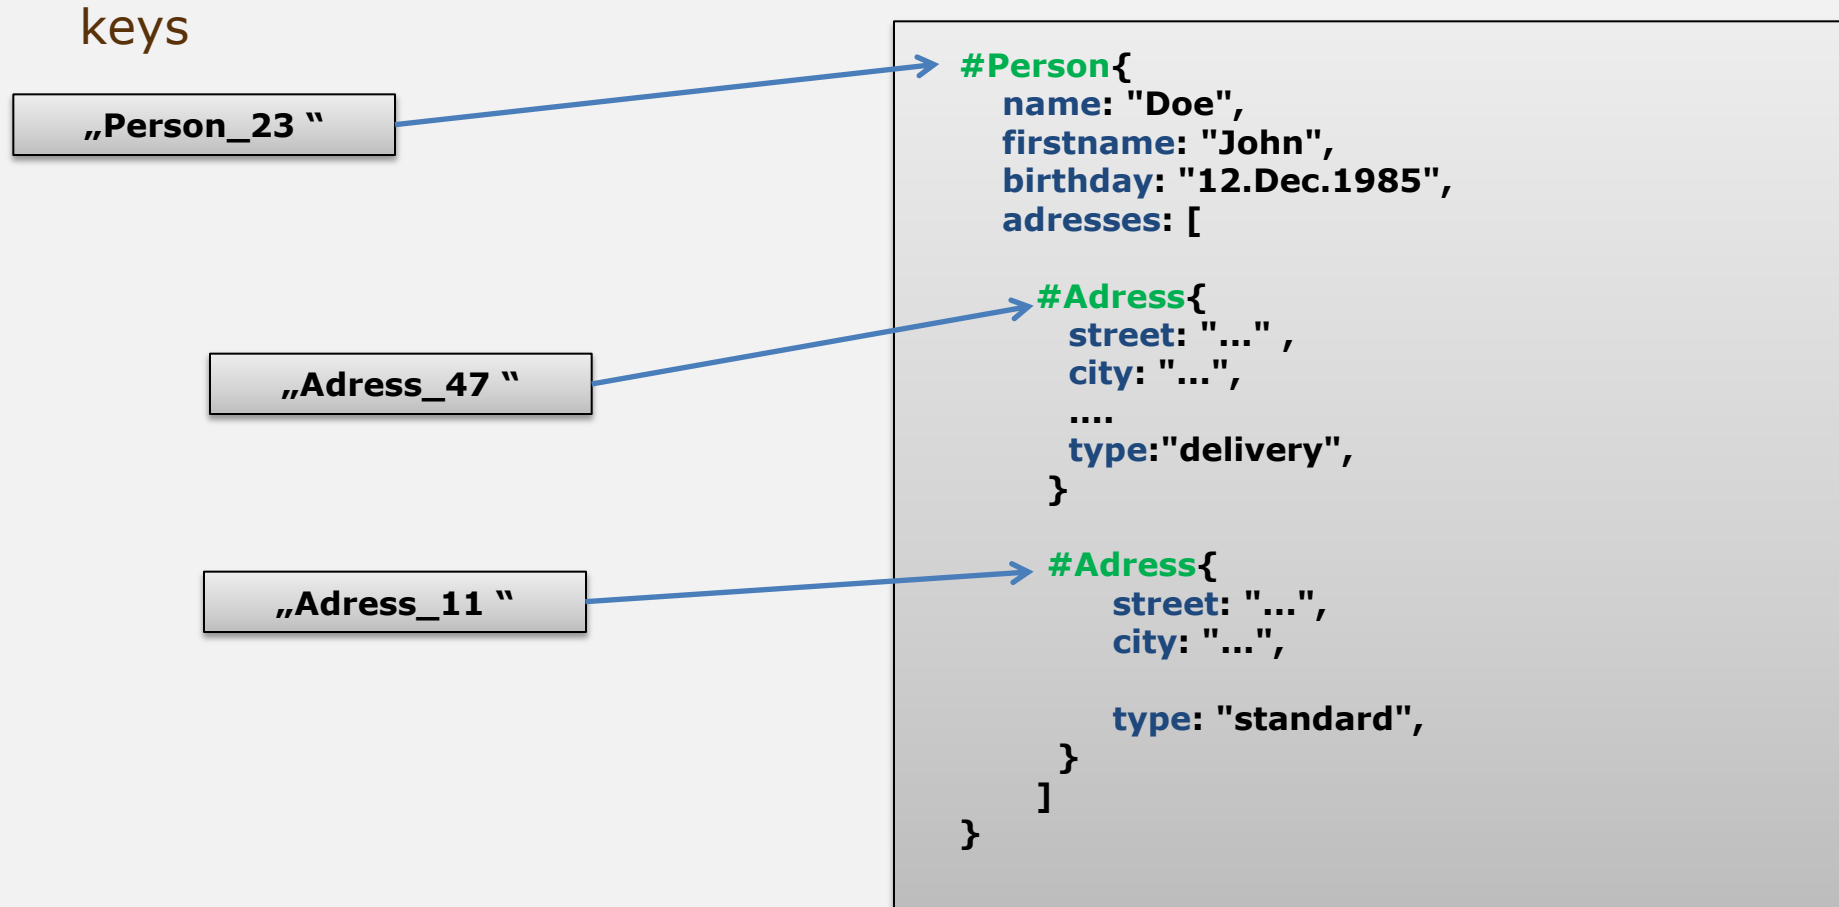 keys
„Person_23 “
„Adress_47 “
„Adress_11 “
#Person{
name: "Doe",
firstname: "John",
birthday: "12.Dec.1985",
adresses: [
#Adress{
street: "…" ,
city: "…",
....
type:"delivery",
}
#Adress{
street: "…",
city: "…",
type: "standard",
}
]
}